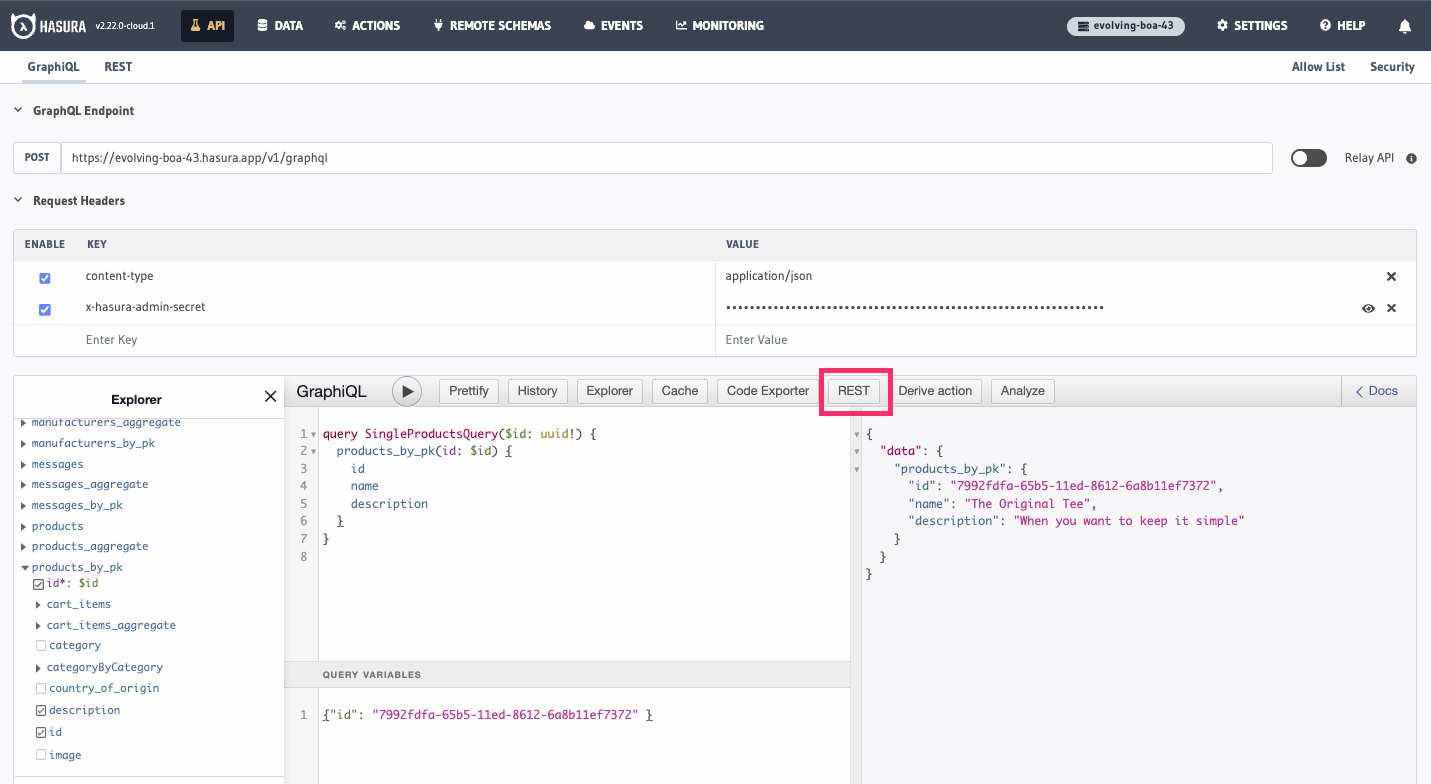 HASURA v2.22.0-cloud.1 API DATA ACTIONS REMOTE SCHEMAS EVENTS MONITORING evolving-boa-43 SETTINGS HELP
GraphiQL REST Allow List Security
GraphQL Endpoint
POST https://evolving-boa-43.hasura.app/v1/graphql Relay API
Request Headers
ENABLE KEY VALUE
content-type application/json
x-hasura-admin-secret ••••••••••••••••••••••••••••••••••••••••••••••••••••••••••••••••
Enter Key Enter Value
Explorer
manufacturers_aggregate
manufacturers_by_pk
messages
messages_aggregate
messages_by_pk
products
products_aggregate
products_by_pk
id*: $id
cart_items
cart_items_aggregate
category
categoryByCategory
country_of_origin
description
id
image
GraphiQL Prettify History Explorer Cache Code Exporter REST Derive action Analyze Docs
1 query SingleProductsQuery($id: uuid!) {
2 products_by_pk(id: $id) {
3 id
4 name
5 description
6 }
7 }
8
QUERY VARIABLES
1 {"id": "7992fdfa-65b5-11ed-8612-6a8b11ef7372" }
{
"data": {
"products_by_pk": {
"id": "7992fdfa-65b5-11ed-8612-6a8b11ef7372",
"name": "The Original Tee",
"description": "When you want to keep it simple"
}
}
}